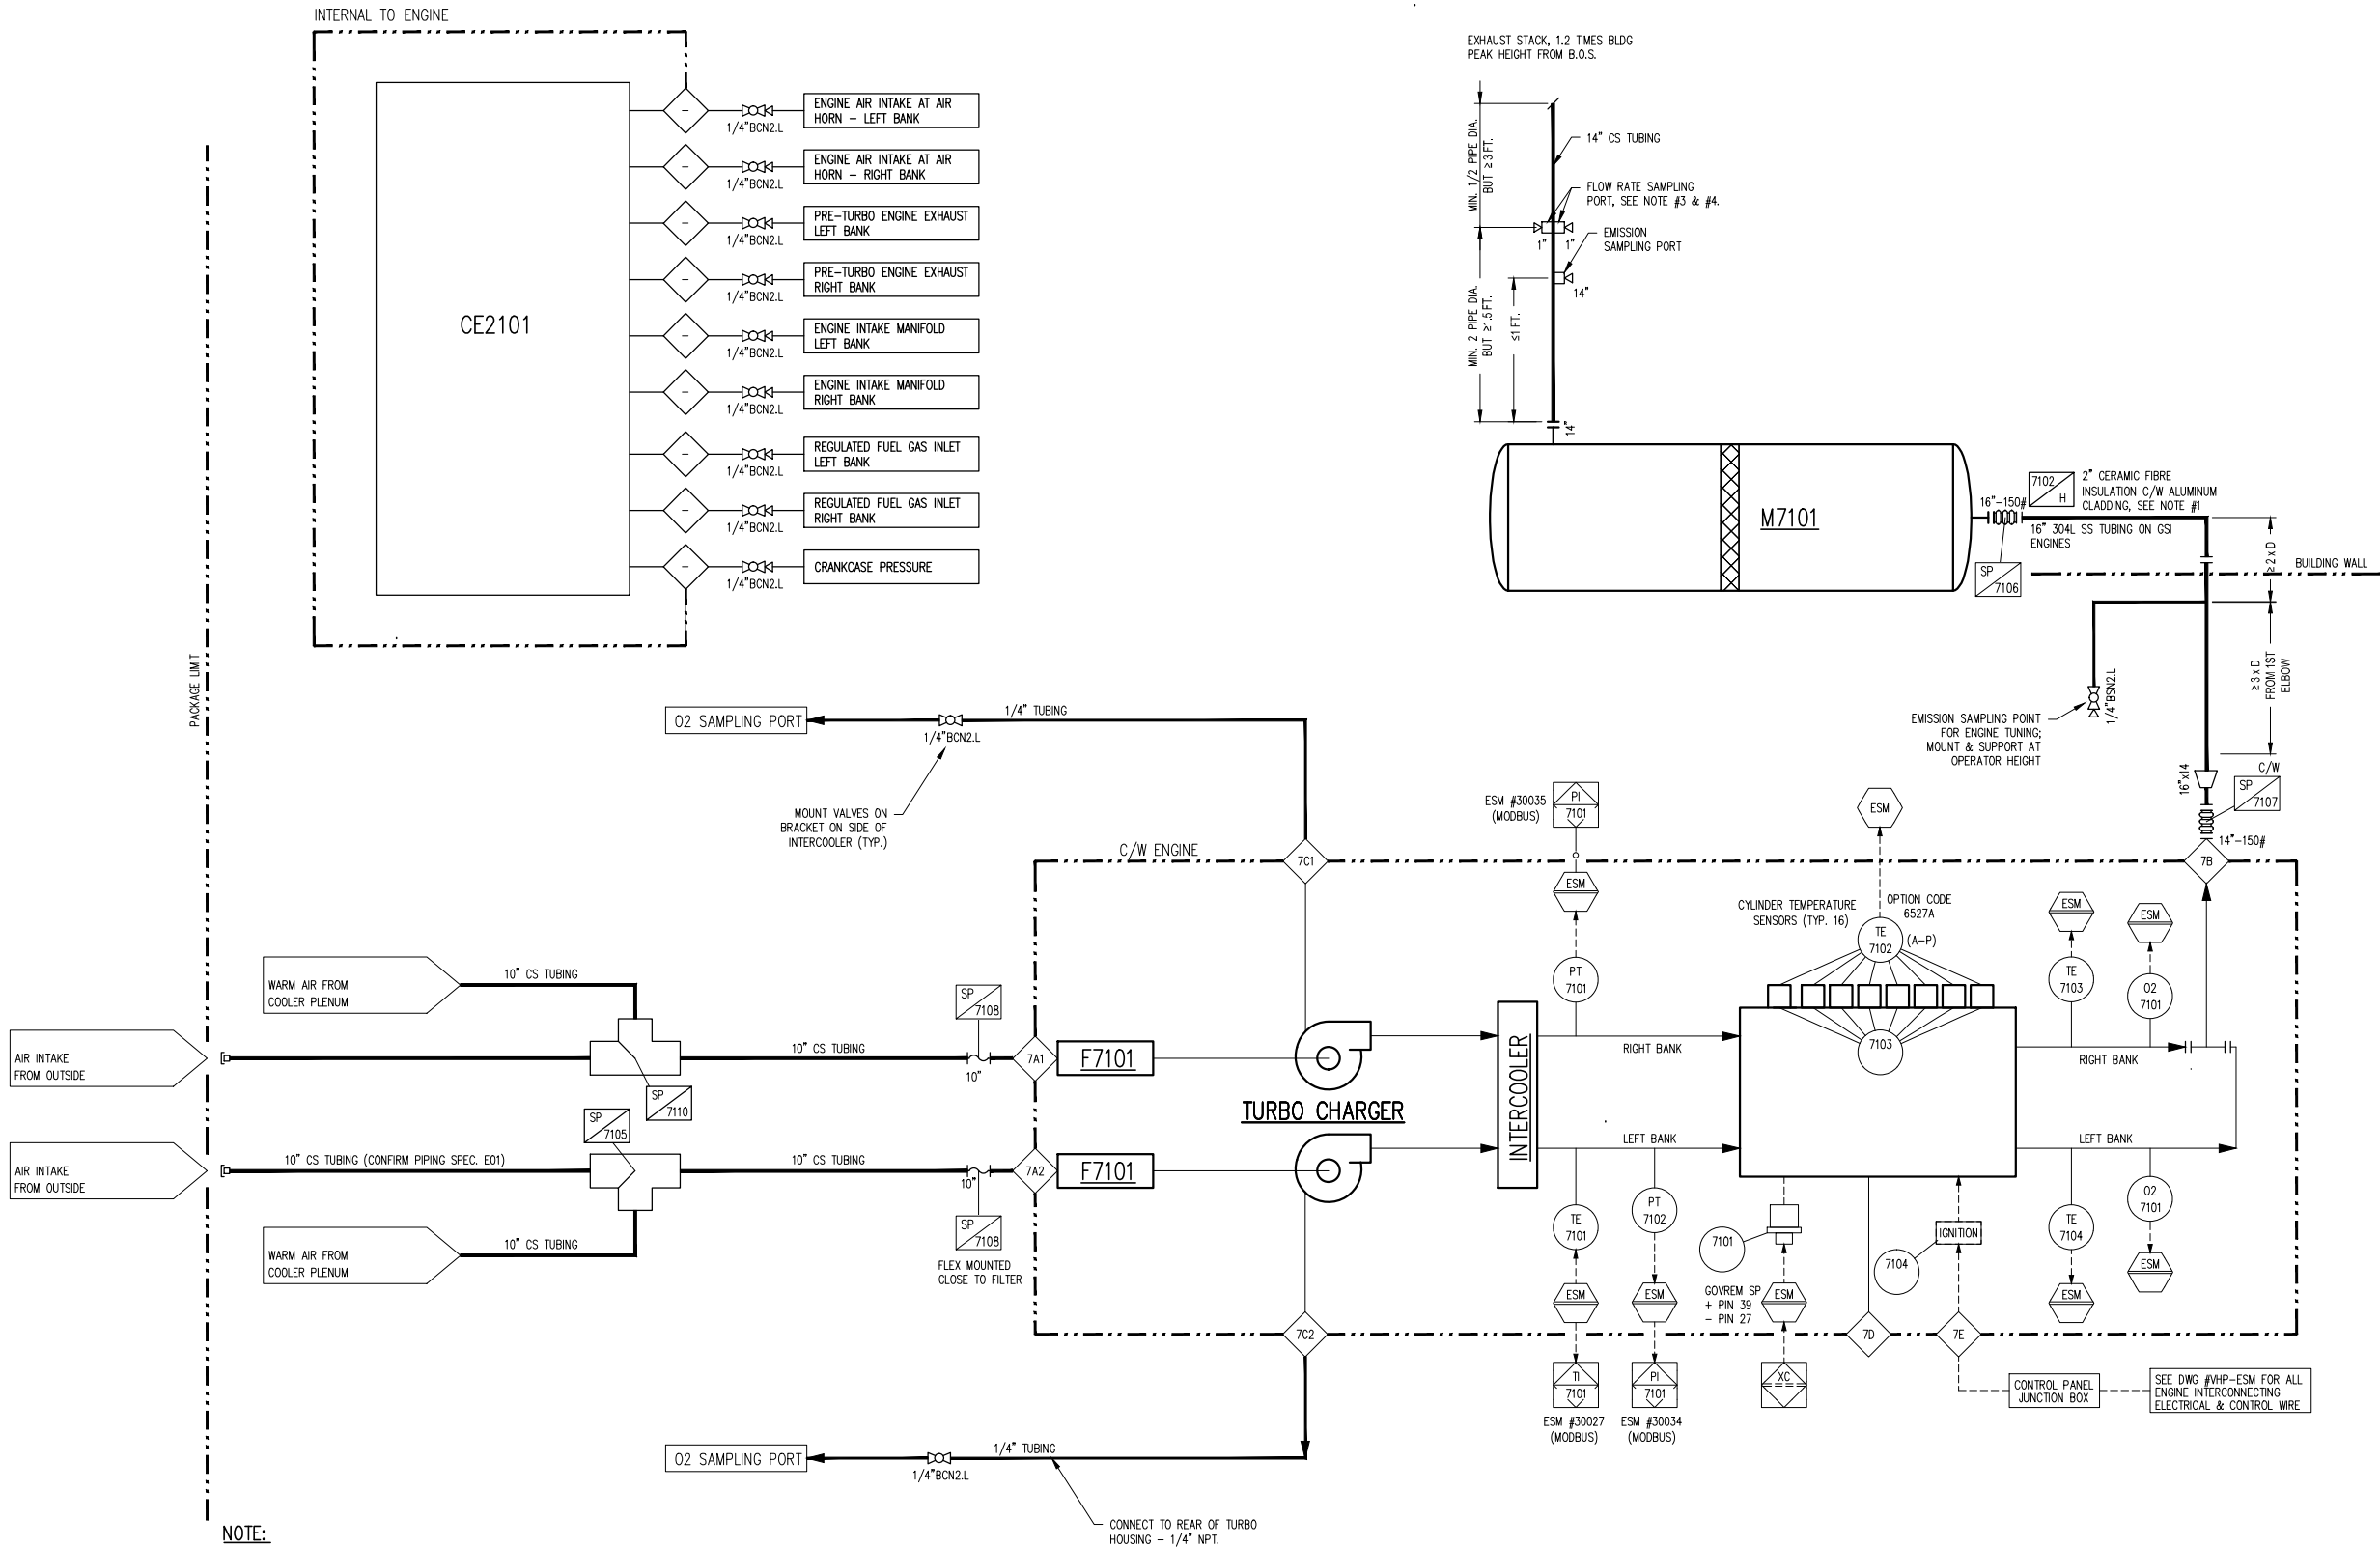 INTERNAL TO ENGINE
CE2101
-
1/4"BCN2.L
ENGINE AIR INTAKE AT AIR
HORN - LEFT BANK
-
1/4"BCN2.L
ENGINE AIR INTAKE AT AIR
HORN - RIGHT BANK
-
1/4"BCN2.L
PRE-TURBO ENGINE EXHAUST
LEFT BANK
-
1/4"BCN2.L
PRE-TURBO ENGINE EXHAUST
RIGHT BANK
-
1/4"BCN2.L
ENGINE INTAKE MANIFOLD
LEFT BANK
-
1/4"BCN2.L
ENGINE INTAKE MANIFOLD
RIGHT BANK
-
1/4"BCN2.L
REGULATED FUEL GAS INLET
LEFT BANK
-
1/4"BCN2.L
REGULATED FUEL GAS INLET
RIGHT BANK
-
1/4"BCN2.L
CRANKCASE PRESSURE
EXHAUST STACK, 1.2 TIMES BLDG
PEAK HEIGHT FROM B.O.S.
MIN. 1/2 PIPE DIA.
BUT ≥3 FT.
14" CS TUBING
FLOW RATE SAMPLING
PORT, SEE NOTE #3 & #4.
1"
1"
EMISSION
SAMPLING PORT
14"
MIN. 2 PIPE DIA.
BUT ≥1.5 FT.
≤1 FT.
14"
M7101
16"-150#
7102
H
2" CERAMIC FIBRE
INSULATION C/W ALUMINUM
CLADDING, SEE NOTE #1
16" 304L SS TUBING ON GSI
ENGINES
SP
7106
≥2 x D
BUILDING WALL
≥3 x D
FROM 1ST
ELBOW
1/4"BSN2.L
EMISSION SAMPLING POINT
FOR ENGINE TUNING;
MOUNT & SUPPORT AT
OPERATOR HEIGHT
16"x14
C/W
SP
7107
14"-150#
PACKAGE LIMIT
O2 SAMPLING PORT
1/4" TUBING
1/4"BCN2.L
MOUNT VALVES ON
BRACKET ON SIDE OF
INTERCOOLER (TYP.)
C/W ENGINE
7C1
ESM #30035
(MODBUS)
PI
7101
ESM
PT
7101
ESM
CYLINDER TEMPERATURE
SENSORS (TYP. 16)
OPTION CODE
6527A
TE
7102
(A-P)
7103
7B
ESM
TE
7103
ESM
O2
7101
WARM AIR FROM
COOLER PLENUM
10" CS TUBING
AIR INTAKE
FROM OUTSIDE
SP
7110
10" CS TUBING
SP
7108
10"
7A1
F7101
TURBO CHARGER
INTERCOOLER
RIGHT BANK
RIGHT BANK
AIR INTAKE
FROM OUTSIDE
10" CS TUBING (CONFIRM PIPING SPEC. E01)
SP
7105
10" CS TUBING
10"
7A2
F7101
LEFT BANK
LEFT BANK
WARM AIR FROM
COOLER PLENUM
10" CS TUBING
SP
7108
FLEX MOUNTED
CLOSE TO FILTER
7C2
TE
7101
ESM
TI
7101
ESM #30027
(MODBUS)
PT
7102
ESM
PI
7101
ESM #30034
(MODBUS)
7101
GOVREM SP
+ PIN 39
- PIN 27
ESM
XC
7D
IGNITION
7104
7E
TE
7104
ESM
O2
7101
ESM
CONTROL PANEL
JUNCTION BOX
SEE DWG #VHP-ESM FOR ALL
ENGINE INTERCONNECTING
ELECTRICAL & CONTROL WIRE
O2 SAMPLING PORT
1/4"BCN2.L
1/4" TUBING
CONNECT TO REAR OF TURBO
HOUSING - 1/4" NPT.
NOTE: